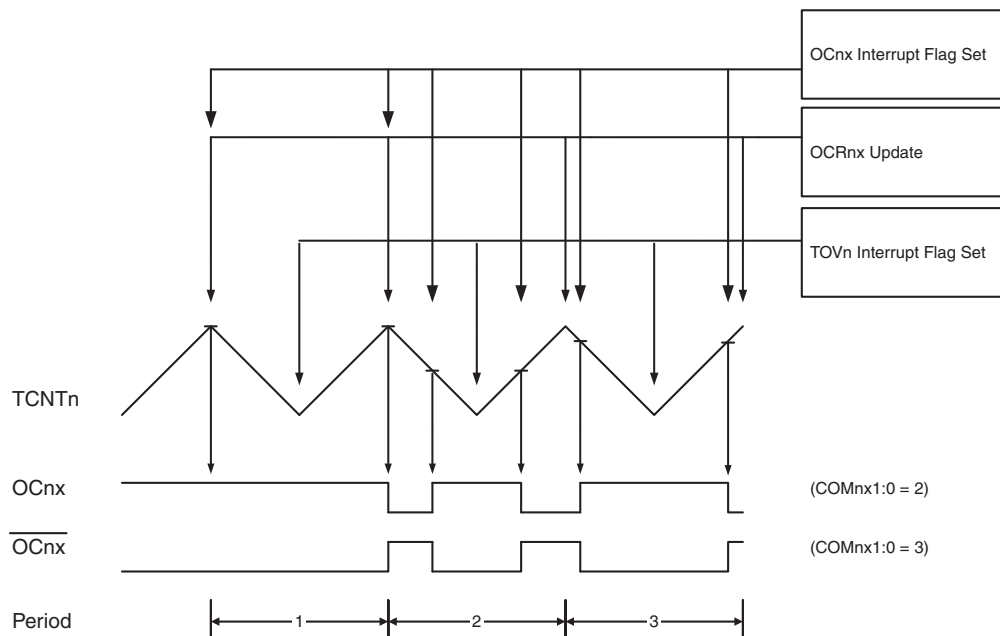 OCnx Interrupt Flag Set
OCRnx Update
TOVn Interrupt Flag Set
TCNTn
OCnx (COMnx1:0 = 2)
OCnx (COMnx1:0 = 3)
Period 1 2 3